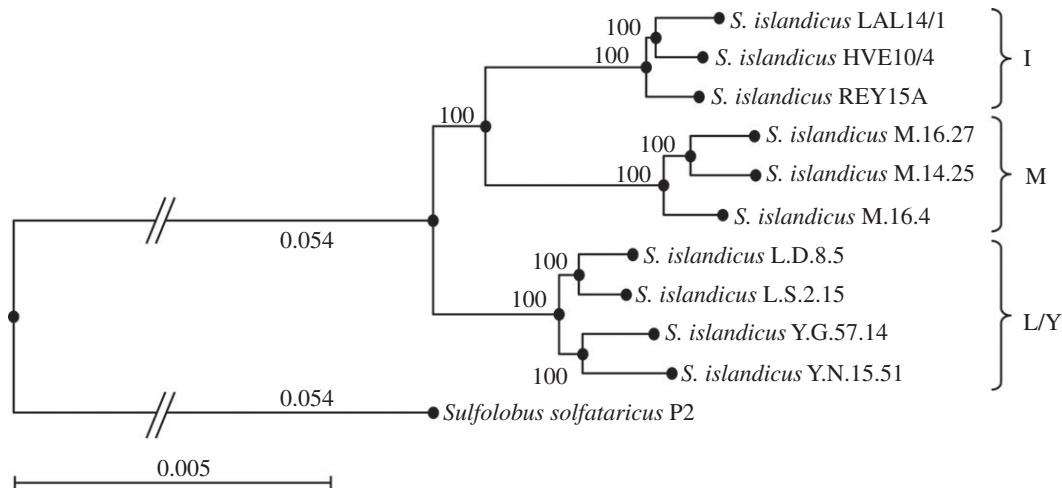 100
S. islandicus LAL14/1
S. islandicus HVE10/4
100
S. islandicus REY15A
I
100
100
S. islandicus M.16.27
S. islandicus M.14.25
100
S. islandicus M.16.4
M
0.054
100
S. islandicus L.D.8.5
S. islandicus L.S.2.15
100
S. islandicus Y.G.57.14
100
S. islandicus Y.N.15.51
L/Y
0.054
Sulfolobus solfataricus P2
0.005